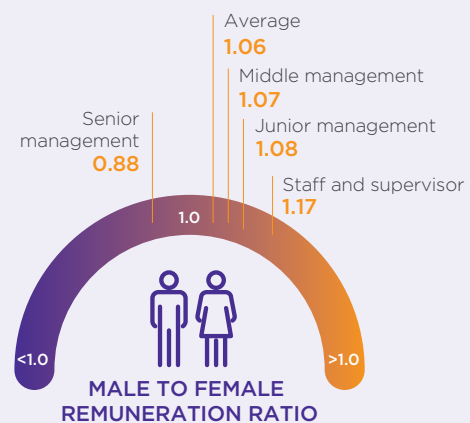 Average
1.06
Middle management
1.07
Senior
management
0.88
Junior management
1.08
Staff and supervisor
1.17
1.0
<1.0
>1.0
MALE TO FEMALE
REMUNERATION RATIO